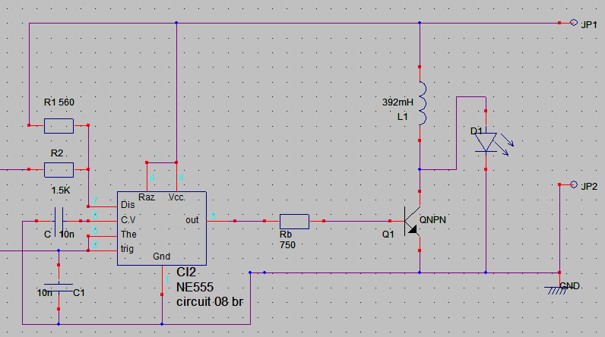 JP1
R1 560
392mH
L1
D1
R2
1.5K
Raz
Vcc.
JP2
Dis
C.V
The
trig
out
Gnd
C 10n
Rb
750
Q1
QNPN
CI2
NE555
circuit 08 br
10n C1
GND